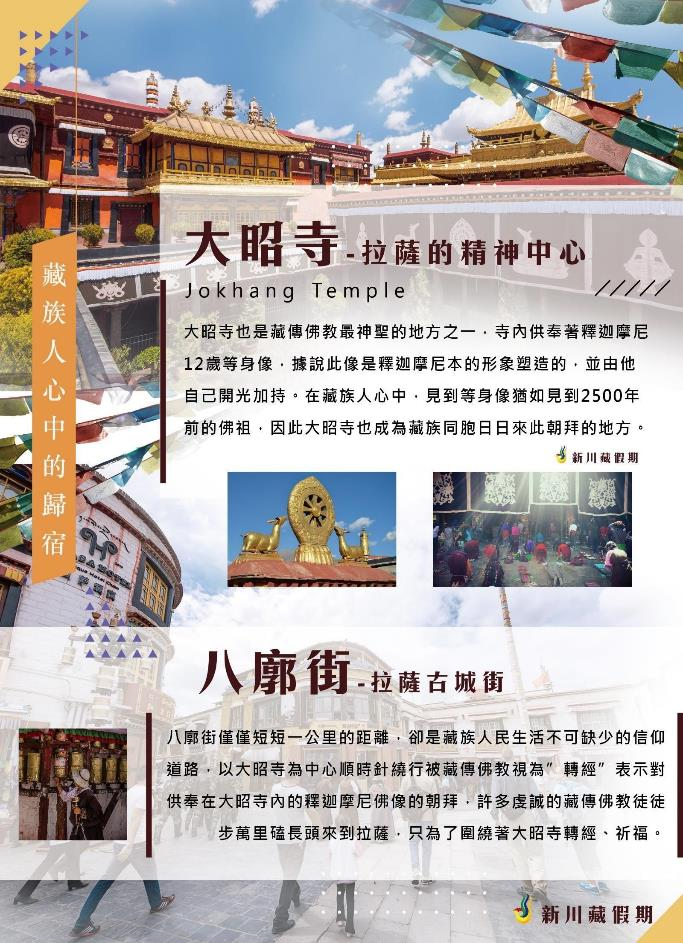 大昭寺-拉薩的精神中心
Jokhang Temple
藏族人心中的歸宿
大昭寺也是藏傳佛教最神聖的地方之一，寺內供奉著釋迦摩尼
12歲等身像，據說此像是釋迦摩尼本的形象塑造的，並由他
自己開光加持。在藏族人心中，見到等身像猶如見到2500年
前的佛祖，因此大昭寺也成為藏族同胞日日來此朝拜的地方。
新川藏假期
八廓街-拉薩古城街
八廓街僅僅短短一公里的距離，卻是藏族人民生活不可缺少的信仰
道路，以大昭寺為中心順時針繞行被藏傳佛教視為”轉經”表示對
供奉在大昭寺內的釋迦摩尼佛像的朝拜，許多虔誠的藏傳佛教徒徒
步萬里磕長頭來到拉薩，只為了圍繞著大昭寺轉經、祈福。
新川藏假期